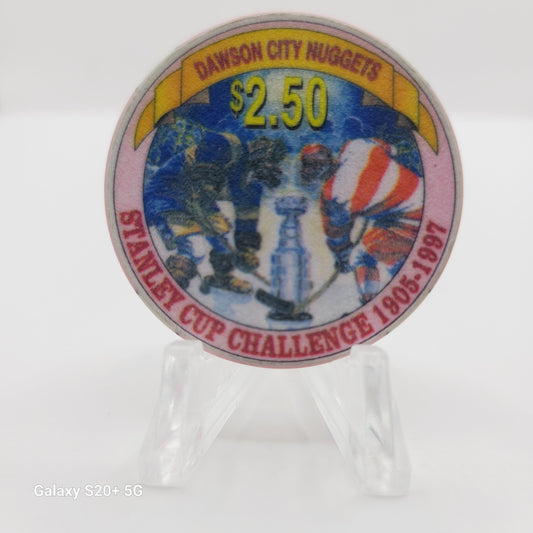 DAWSON CITY NUGGETS
$2.50
STANLEY CUP CHALLENGE 1905-1997
Galaxy S20+ 5G